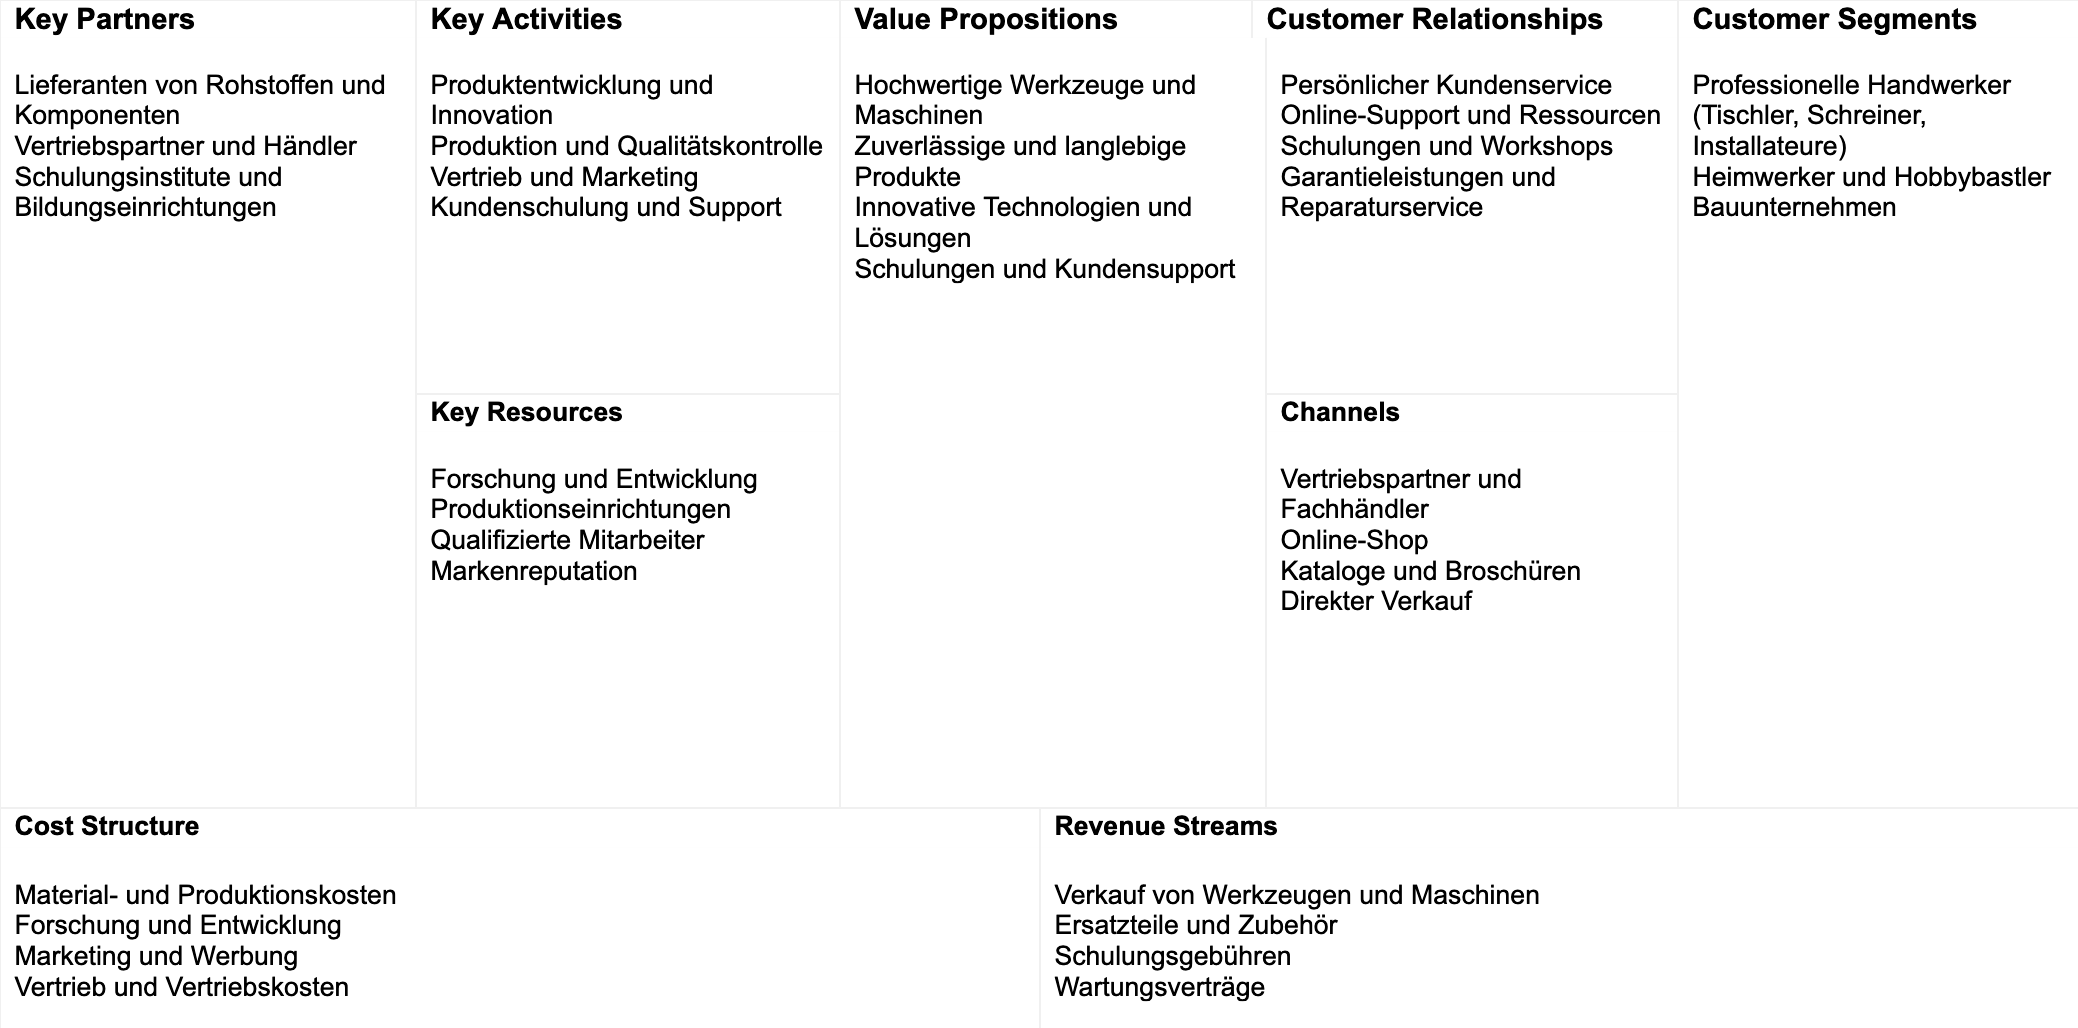 Key Partners
Lieferanten von Rohstoffen und
Komponenten
Vertriebspartner und Händler
Schulungsinstitute und
Bildungseinrichtungen
Key Activities
Produktentwicklung und
Innovation
Produktion und Qualitätskontrolle
Vertrieb und Marketing
Kundenschulung und Support
Key Resources
Forschung und Entwicklung
Produktionseinrichtungen
Qualifizierte Mitarbeiter
Markenreputation
Value Propositions
Hochwertige Werkzeuge und
Maschinen
Zuverlässige und langlebige
Produkte
Innovative Technologien und
Lösungen
Schulungen und Kundensupport
Customer Relationships
Persönlicher Kundenservice
Online-Support und Ressourcen
Schulungen und Workshops
Garantieleistungen und
Reparaturservice
Channels
Vertriebspartner und
Fachhändler
Online-Shop
Kataloge und Broschüren
Direkter Verkauf
Customer Segments
Professionelle Handwerker
(Tischler, Schreiner,
Installateure)
Heimwerker und Hobbybastler
Bauunternehmen
Cost Structure
Material- und Produktionskosten
Forschung und Entwicklung
Marketing und Werbung
Vertrieb und Vertriebskosten
Revenue Streams
Verkauf von Werkzeugen und Maschinen
Ersatzteile und Zubehör
Schulungsgebühren
Wartungsverträge